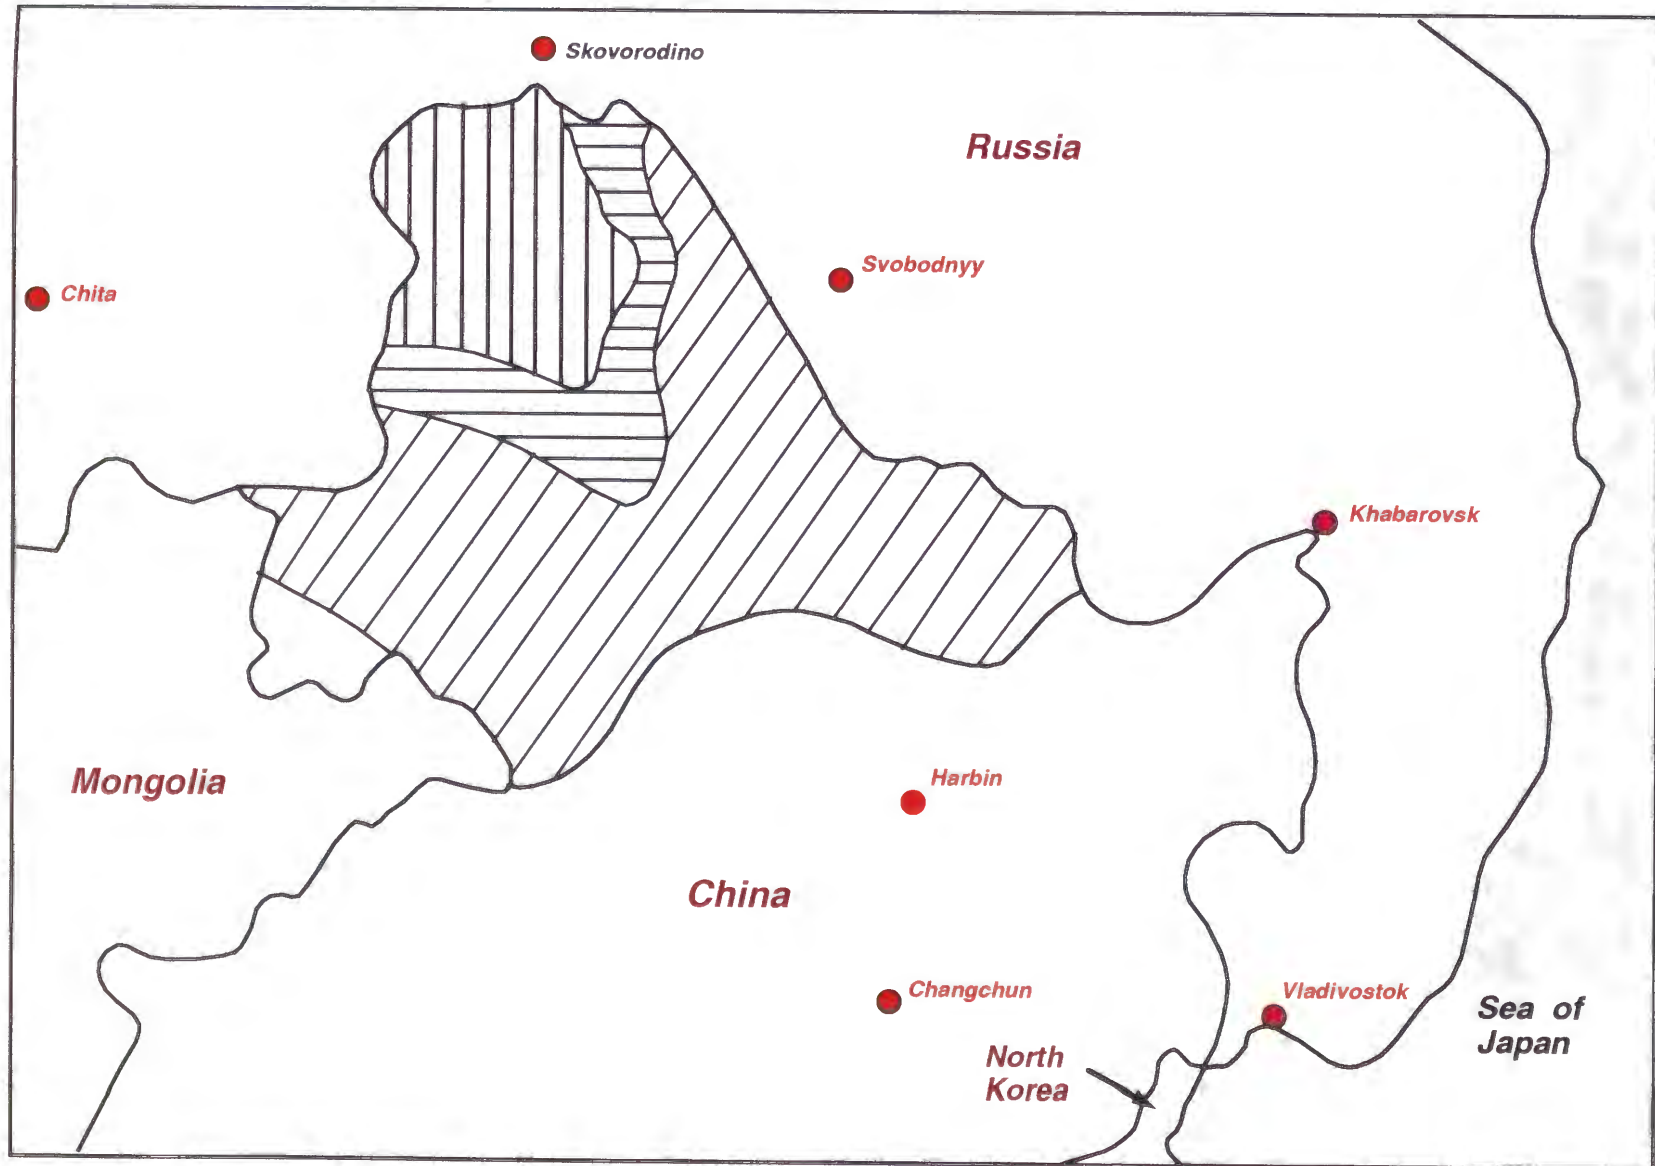 Skovorodino
Russia
Svobodnyy
Chita
Khabarovsk
Mongolia
Harbin
China
Changchun
Vladivostok
Sea of
Japan
North
Korea